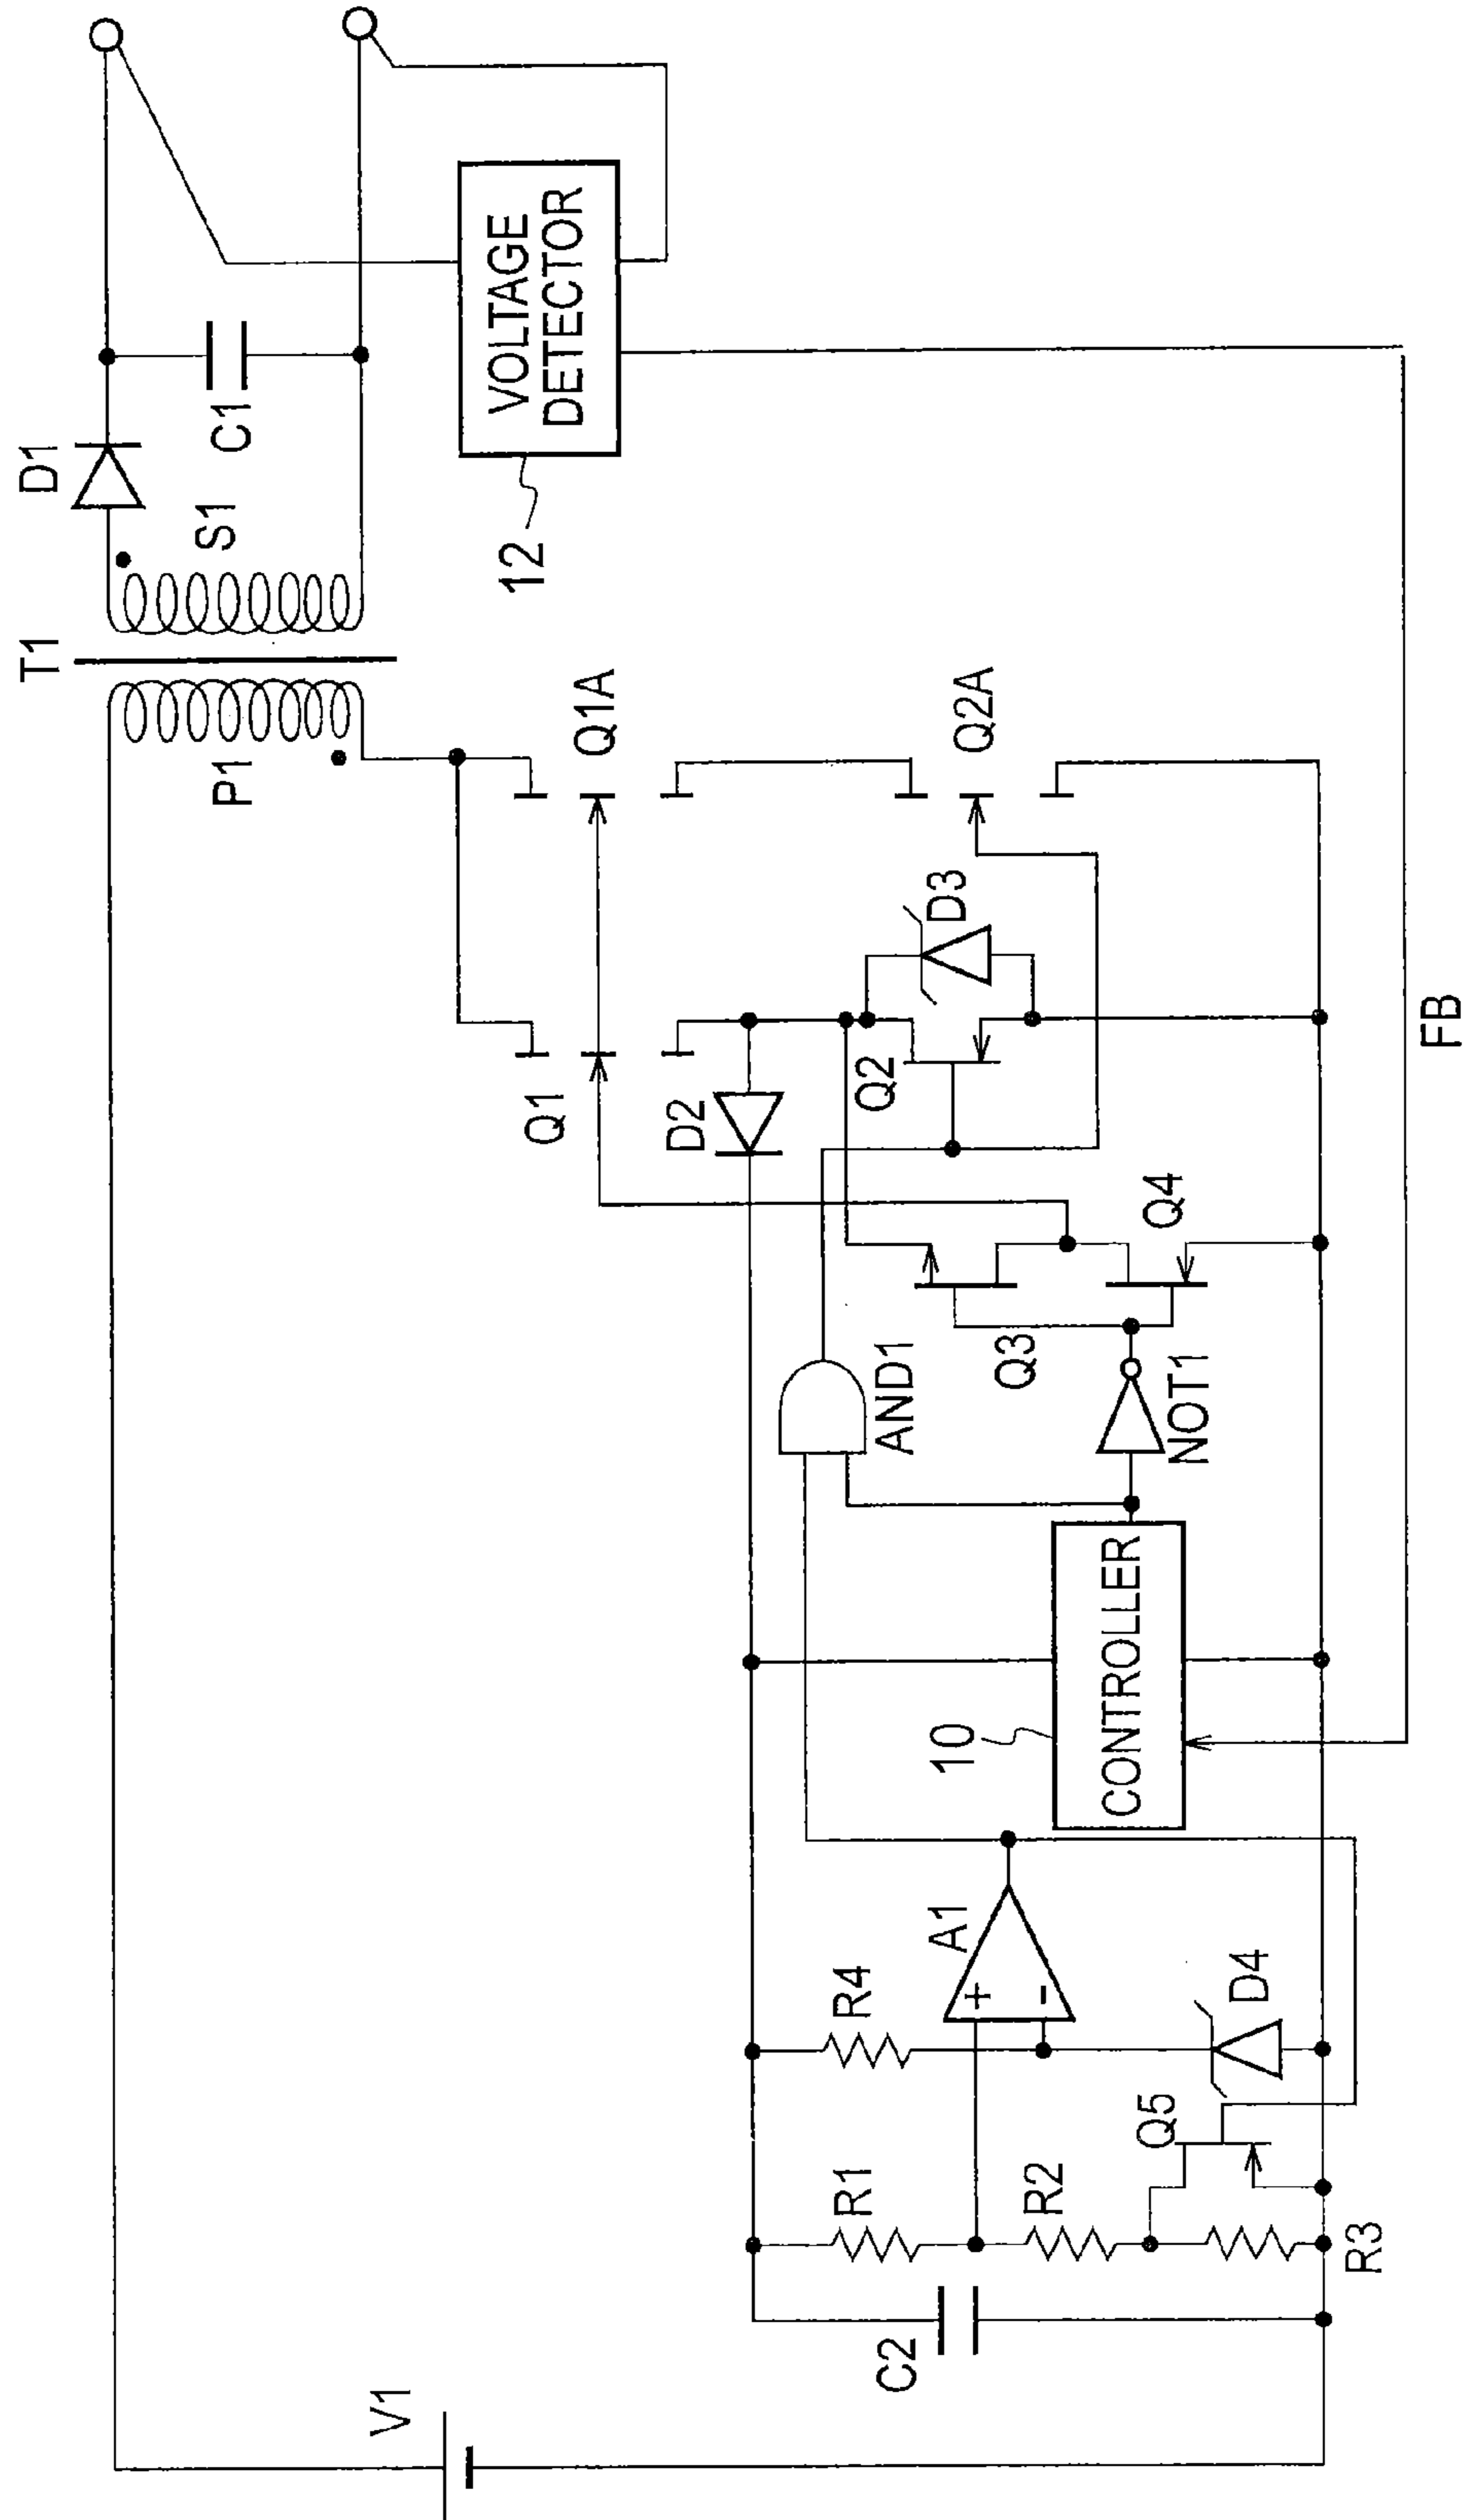 T1
D1
P1
S1
C1
V1
Q1
Q1A
VOLTAGE
DETECTOR
12
D2
Q2
D3
Q2A
C2
R1
R4
A1
+
-
10
CONTROLLER
AND1
Q3
Q4
NOT1
R2
Q5
D4
R3
FB